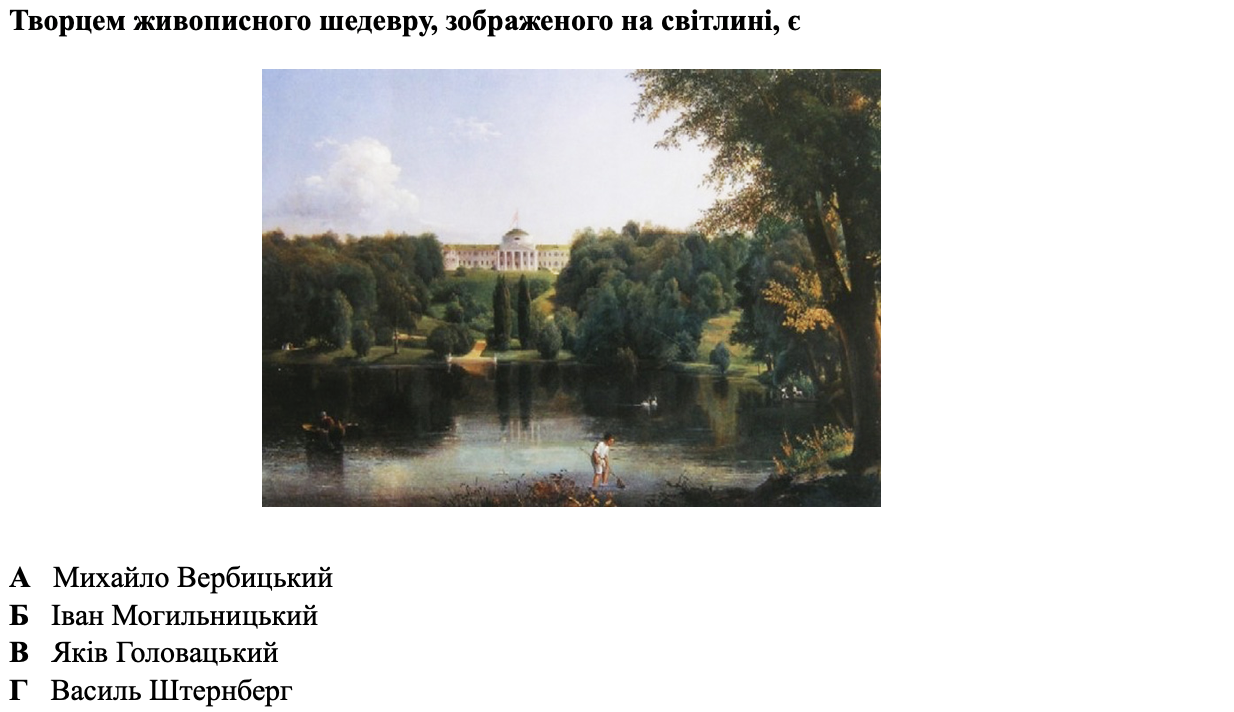 Творцем живописного шедевру, зображеного на світлині, є
А Михайло Вербицький
Б Іван Могильницький
В Яків Головацький
Г Василь Штернберг